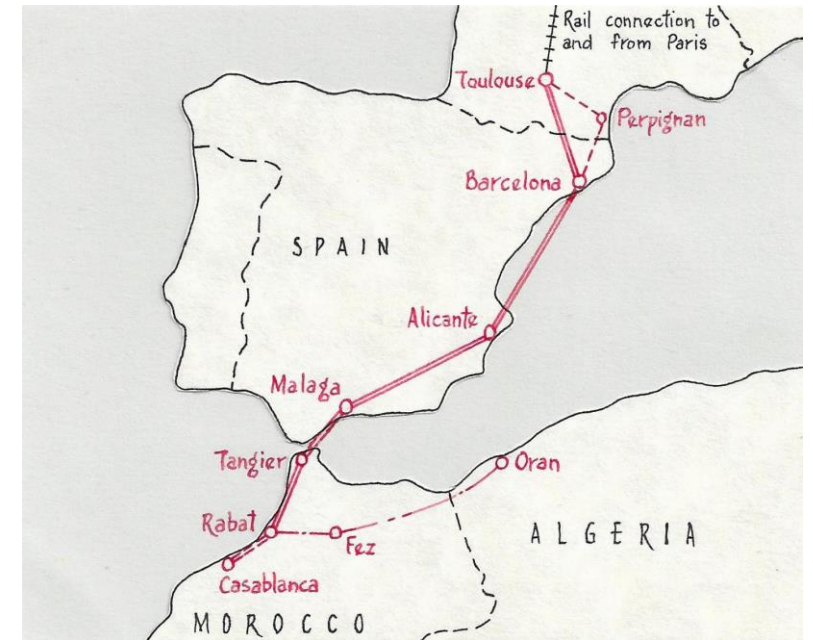 Rail connection to
and from Paris
Toulouse
Perpignan
Barcelona
SPAIN
Alicante
Malaga
Tangier
Oran
Rabat
Fez
ALGERIA
Casablanca
MOROCCO